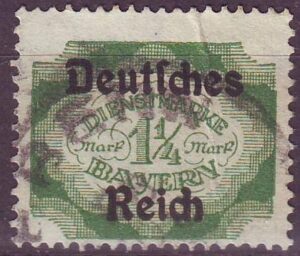 Deutſches
DIENSTMARKE
Mark 1¼ Mark
BAYERN
Reich